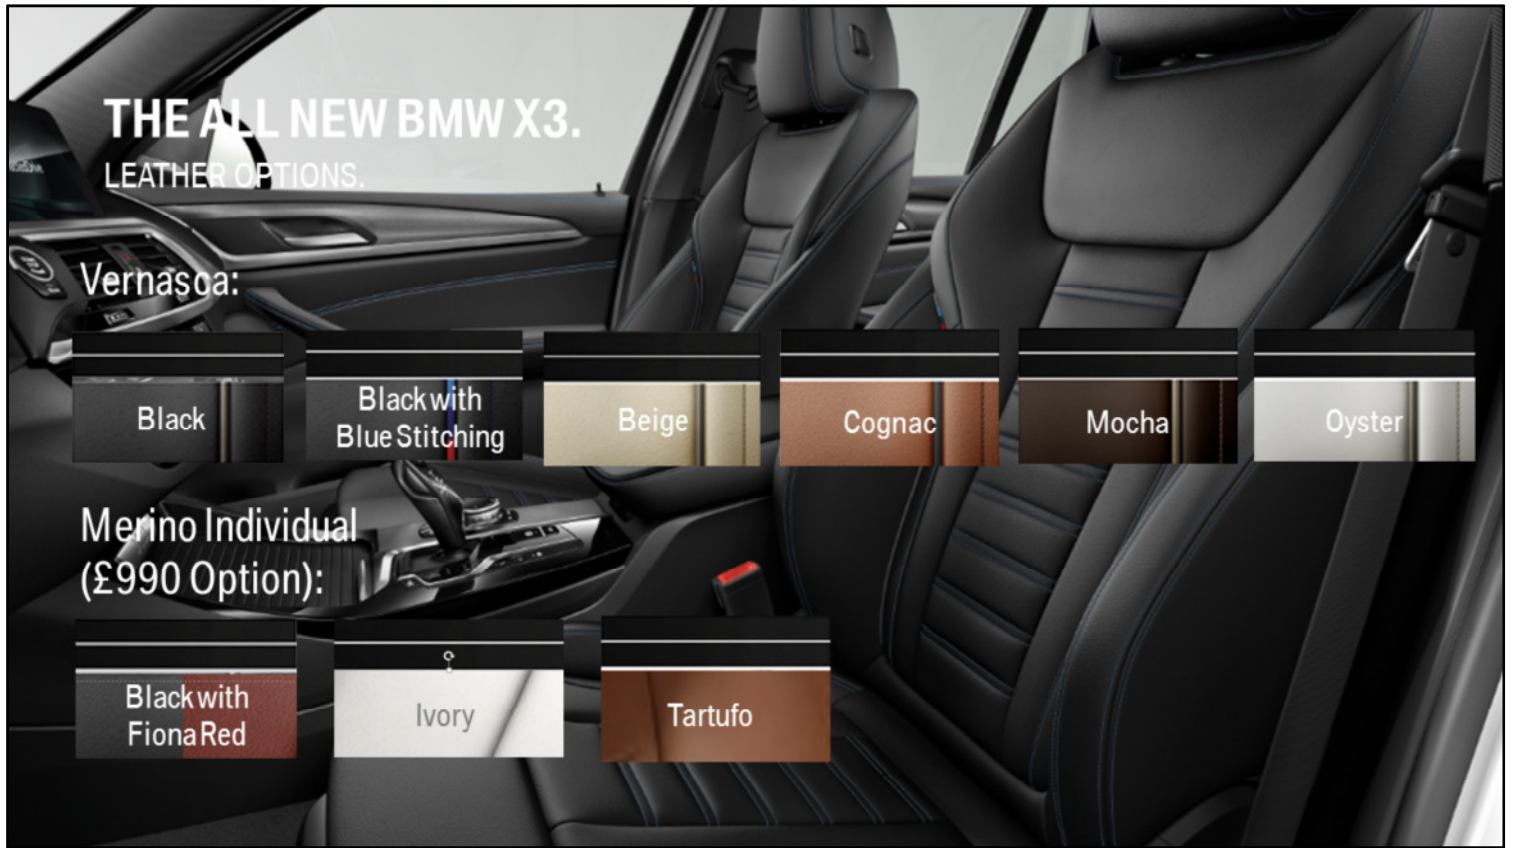 THE ALL NEW BMW X3.
LEATHER OPTIONS.
Vernasca:
Black
Black with
Blue Stitching
Beige
Cognac
Mocha
Oyster
Merino Individual
(£990 Option):
Black with
Fiona Red
Ivory
Tartufo